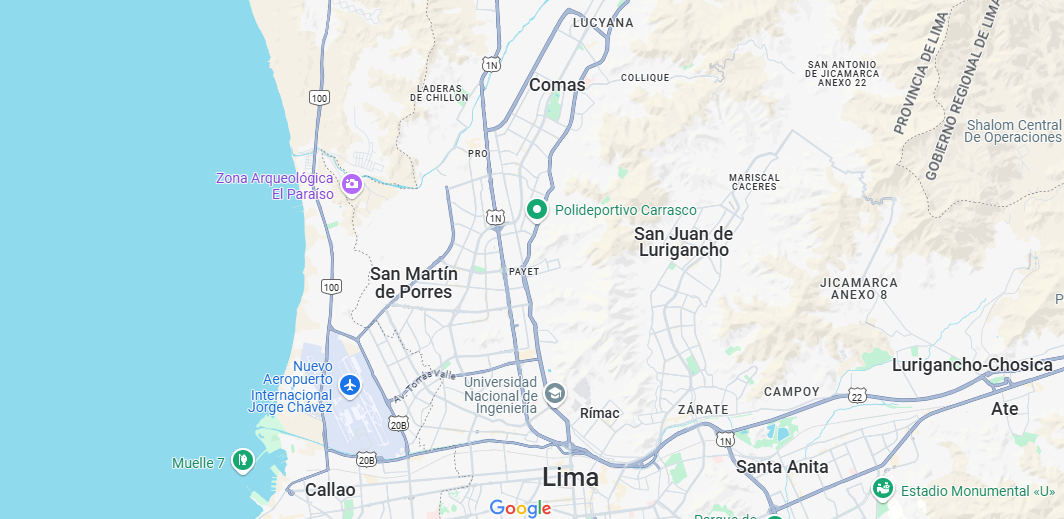 LUCYANA
1N
SAN ANTONIO
DE JICAMARCA
ANEXO 22
COLLIQUE
Comas
LADERAS
DE CHILLON
100
PROVINCIA DE LIMA
GOBIERNO REGIONAL DE LIMA
Shalom Central
De Operaciones
PRO
Zona Arqueológica
El Paraíso
MARISCAL
CACERES
1N
Polideportivo Carrasco
San Juan de
Lurigancho
San Martín
de Porres
PAYET
100
JICAMARCA
ANEXO 8
P
Nuevo
Aeropuerto
Internacional
Jorge Chávez
Av. Tomás Valle
Universidad
Nacional de
Ingeniería
Lurigancho-Chosica
CAMPOY
22
Ate
ZÁRATE
Rímac
20B
1N
20B
Muelle 7
Santa Anita
Lima
Callao
Estadio Monumental «U»
Google
Parque de